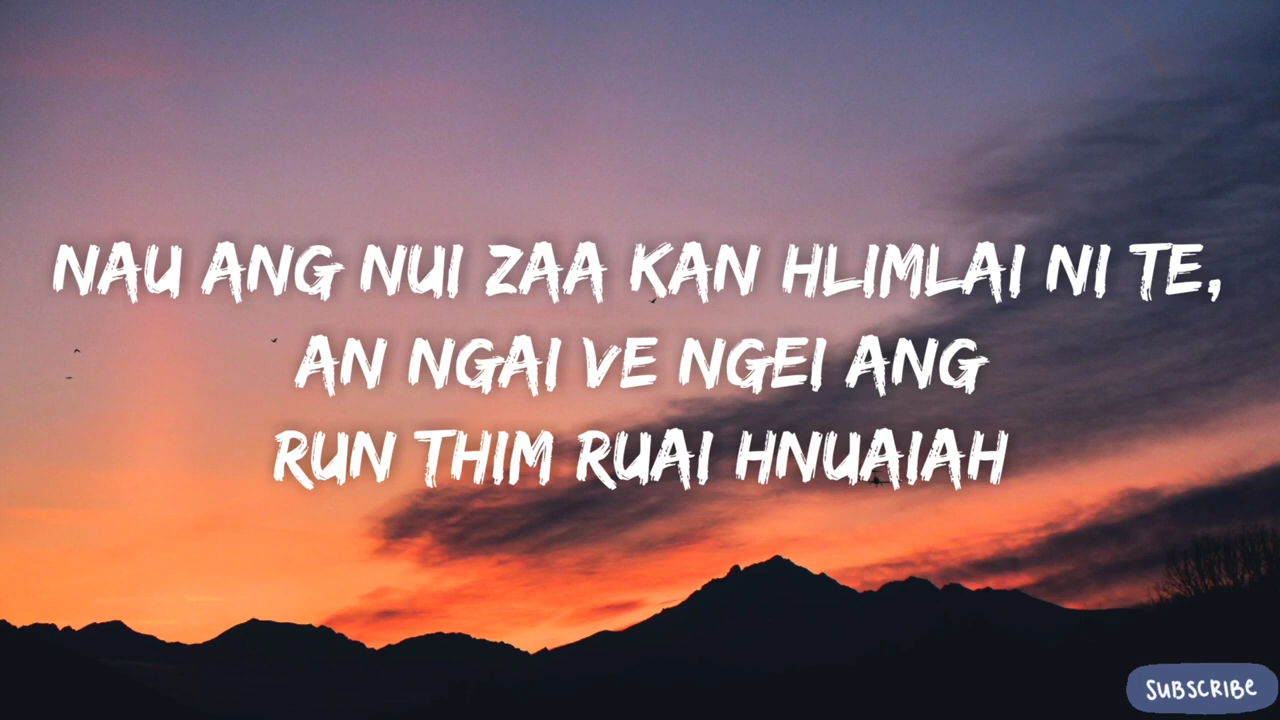 NAU ANG NUI ZAA KAN HLIMLAI NI TE,
AN NGAI VE NGEI ANG
RUN THIM RUAI HNUAIAH
SUBSCRIBE